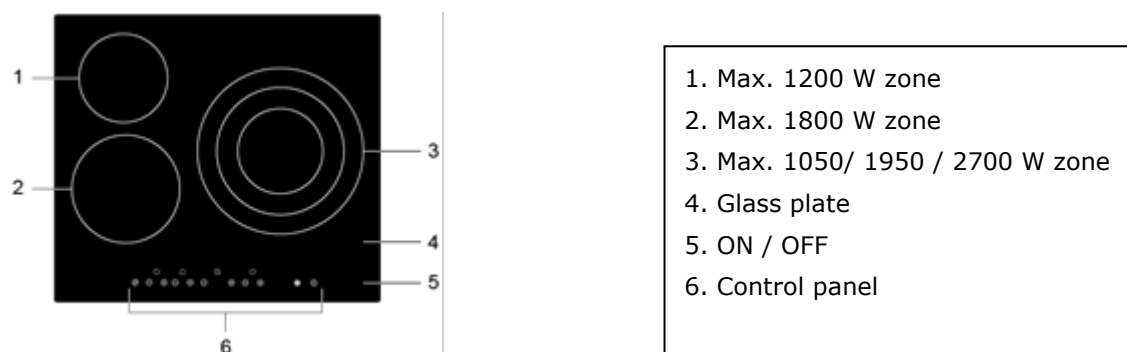 1
2
3
4
5
6
1. Max. 1200 W zone
2. Max. 1800 W zone
3. Max. 1050/ 1950 / 2700 W zone
4. Glass plate
5. ON / OFF
6. Control panel